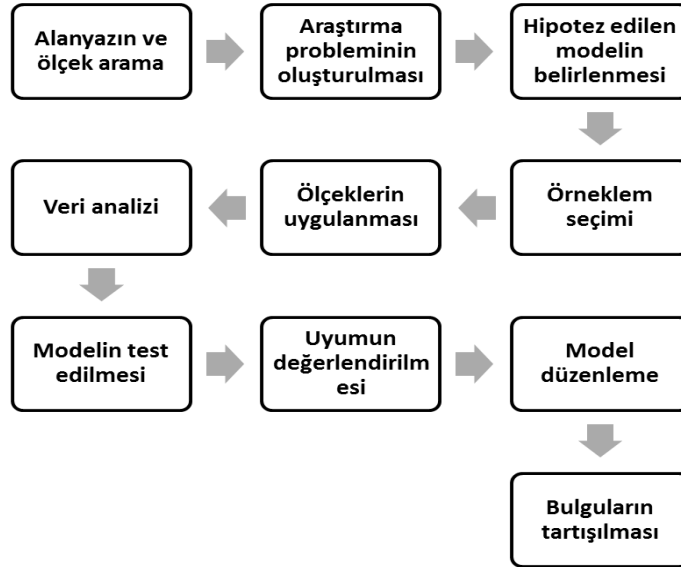 Alanyazın ve
ölçek arama
Araştırma
probleminin
oluşturulması
Hipotez edilen
modelin
belirlenmesi
Örneklem
seçimi
Ölçeklerin
uygulanması
Veri analizi
Modelin test
edilmesi
Uyumun
değerlendirilm
esi
Model
düzenleme
Bulguların
tartışılması